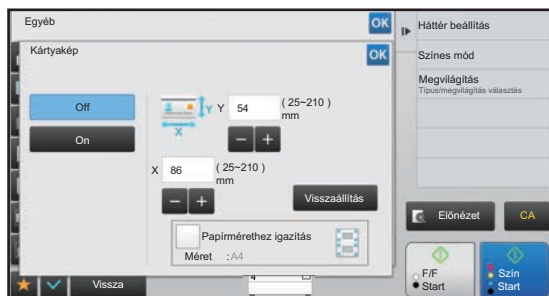 Egyéb
OK
Kártyakép
OK
Off
On
Y 54 ( 25~210 ) mm
Y
X
X 86 ( 25~210 ) mm
Visszaállítás
Papírmérethez igazítás
Méret :A4
Vissza
Háttér beállítás
Színes mód
Megvilágítás
Típus/megvilágítás választás
Előnézet
CA
F/F
Start
Szín
Start